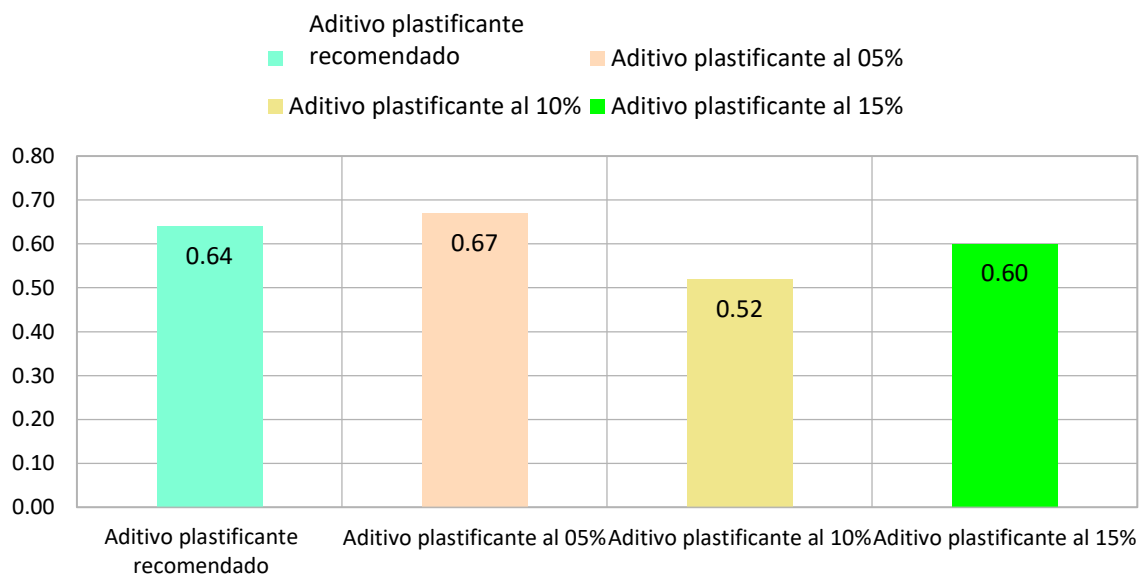 Aditivo plastificante
recomendado
Aditivo plastificante al 05%
Aditivo plastificante al 10%
Aditivo plastificante al 15%
0.80
0.70
0.60
0.50
0.40
0.30
0.20
0.10
0.00
0.64
0.67
0.52
0.60
Aditivo plastificante
recomendado
Aditivo plastificante al 05%
Aditivo plastificante al 10%
Aditivo plastificante al 15%